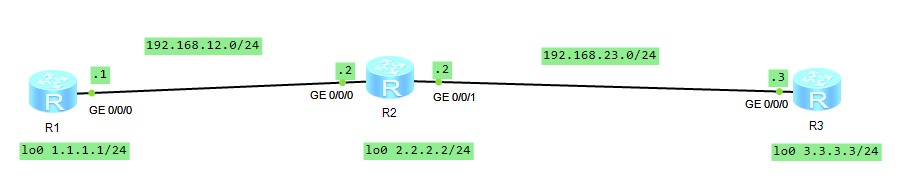 192.168.12.0/24
192.168.23.0/24
.1
.2
.2
.3
R
R
R
GE 0/0/0
GE 0/0/0
GE 0/0/1
GE 0/0/0
R1
R2
R3
lo0 1.1.1.1/24
lo0 2.2.2.2/24
lo0 3.3.3.3/24